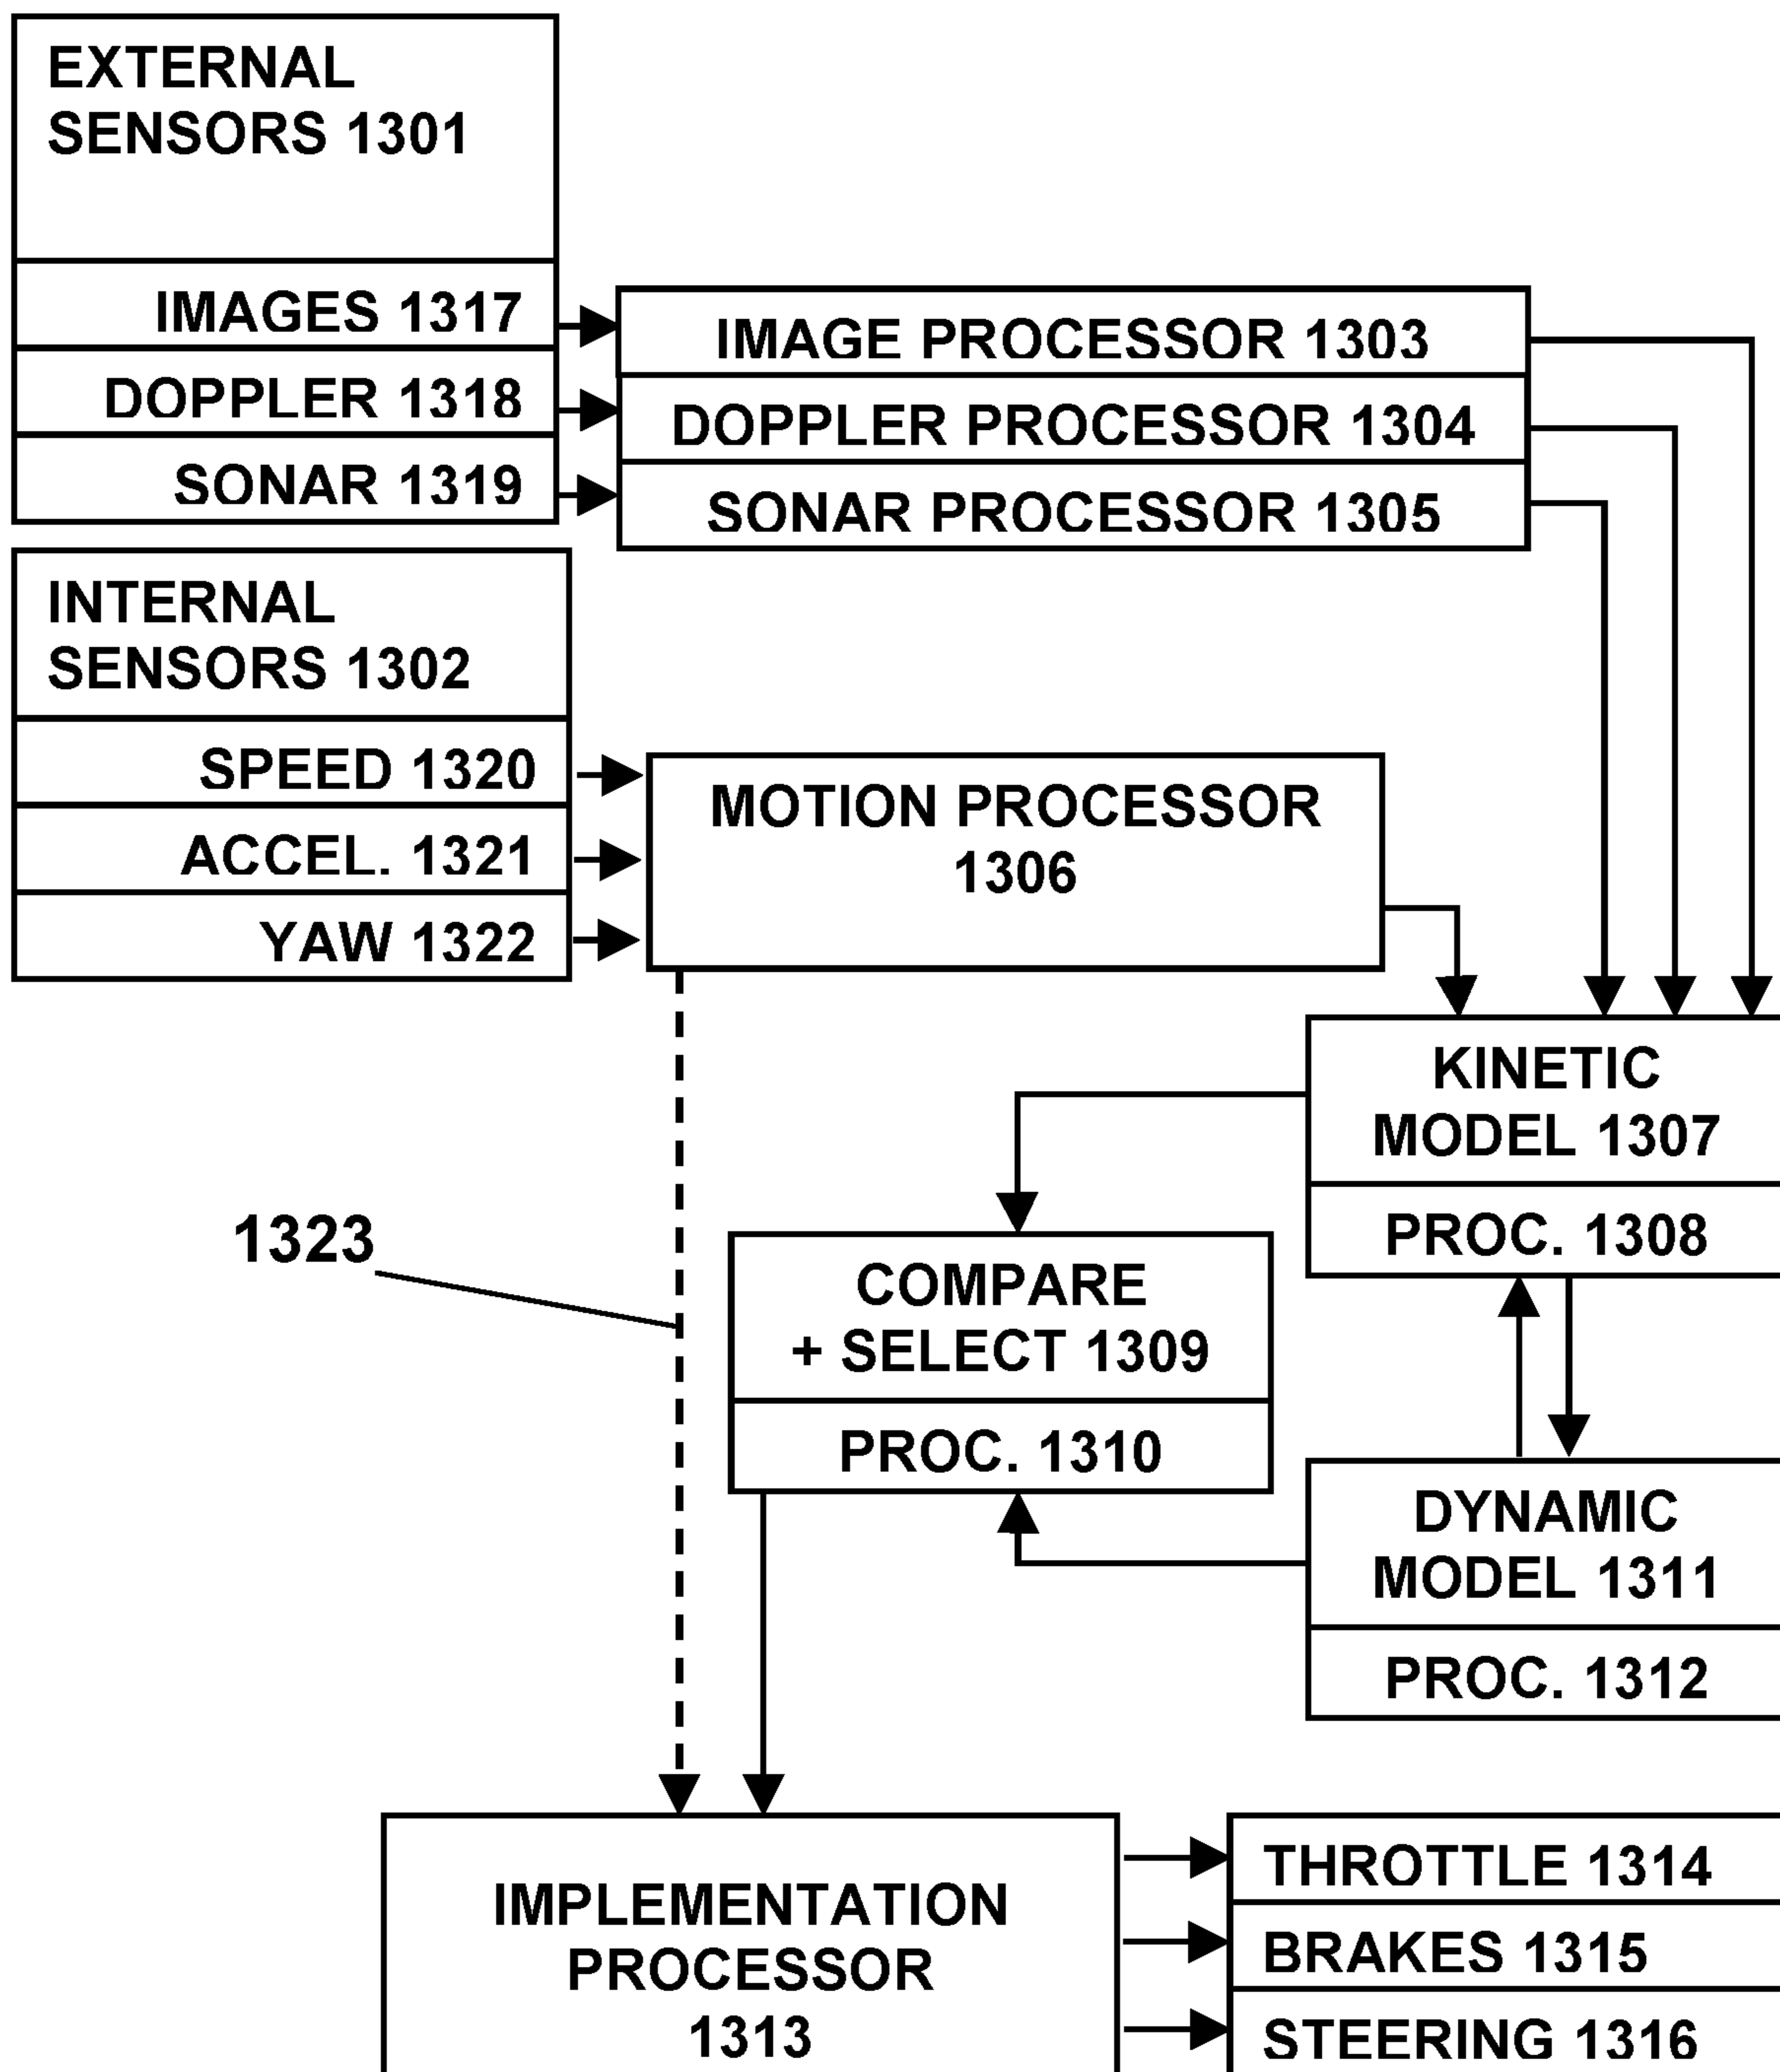 EXTERNAL
SENSORS 1301
IMAGES 1317
DOPPLER 1318
SONAR 1319
IMAGE PROCESSOR 1303
DOPPLER PROCESSOR 1304
SONAR PROCESSOR 1305
INTERNAL
SENSORS 1302
SPEED 1320
ACCEL. 1321
YAW 1322
MOTION PROCESSOR
1306
KINETIC
MODEL 1307
PROC. 1308
1323
COMPARE
+ SELECT 1309
PROC. 1310
DYNAMIC
MODEL 1311
PROC. 1312
IMPLEMENTATION
PROCESSOR
1313
THROTTLE 1314
BRAKES 1315
STEERING 1316